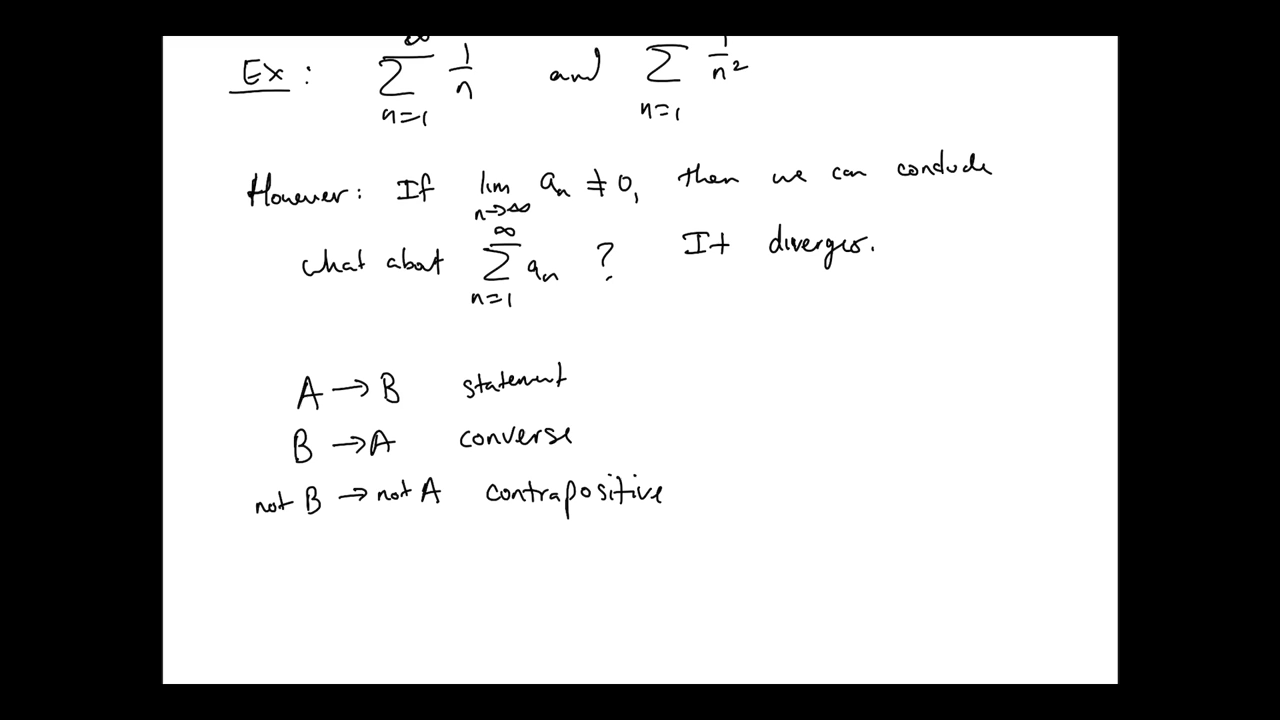 Ex: ∞ ∑ n=1 1/n and ∑ n=1 1/n²
However: If lim n→∞ aₙ ≠ 0, then we can conclude
what about ∞ ∑ n=1 aₙ ? It diverges.
A → B statement
B → A converse
not B → not A contrapositive